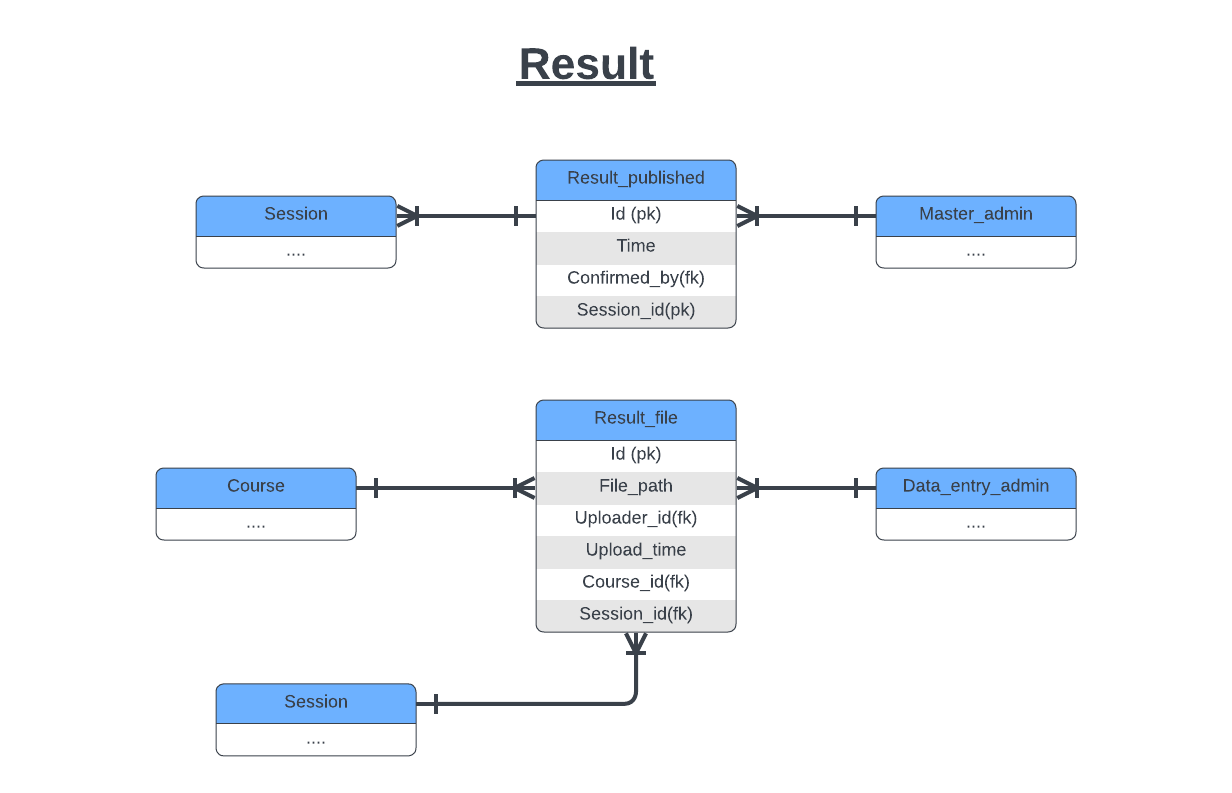 Result
Result_published
Id (pk)
Time
Confirmed_by(fk)
Session_id(pk)
Session
....
Master_admin
....
Result_file
Id (pk)
File_path
Uploader_id(fk)
Upload_time
Course_id(fk)
Session_id(fk)
Course
....
Data_entry_admin
....
Session
....